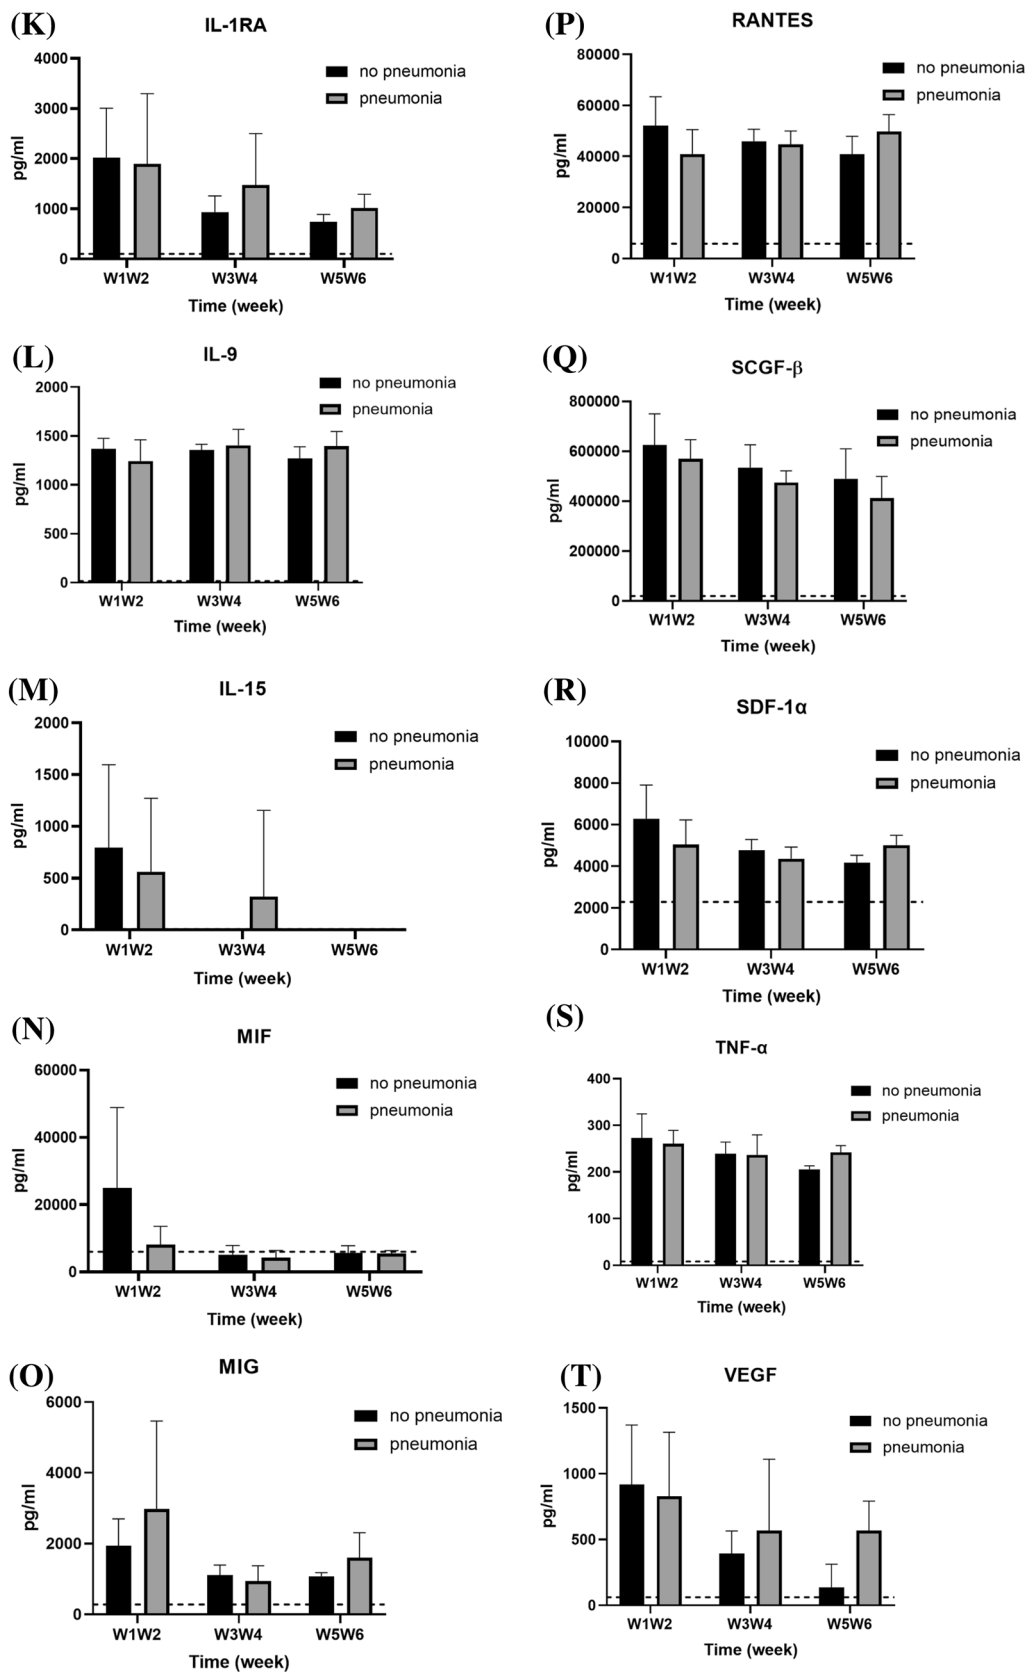 (K)
IL-1RA
4000
3000
2000
1000
0
pg/ml
no pneumonia
pneumonia
W1W2 W3W4 W5W6
Time (week)
(P)
RANTES
80000
60000
40000
20000
0
pg/ml
no pneumonia
pneumonia
W1W2 W3W4 W5W6
Time (week)
(L)
IL-9
2000
1500
1000
500
0
pg/ml
no pneumonia
pneumonia
W1W2 W3W4 W5W6
Time (week)
(Q)
SCGF-β
800000
600000
400000
200000
0
pg/ml
no pneumonia
pneumonia
W1W2 W3W4 W5W6
Time (week)
(M)
IL-15
2000
1500
1000
500
0
pg/ml
no pneumonia
pneumonia
W1W2 W3W4 W5W6
Time (week)
(R)
SDF-1α
10000
8000
6000
4000
2000
0
pg/ml
no pneumonia
pneumonia
W1W2 W3W4 W5W6
Time (week)
(N)
MIF
60000
40000
20000
0
pg/ml
no pneumonia
pneumonia
W1W2 W3W4 W5W6
Time (week)
(S)
TNF-α
400
300
200
100
0
pg/ml
no pneumonia
pneumonia
W1W2 W3W4 W5W6
Time (week)
(O)
MIG
6000
4000
2000
0
pg/ml
no pneumonia
pneumonia
W1W2 W3W4 W5W6
Time (week)
(T)
VEGF
1500
1000
500
0
pg/ml
no pneumonia
pneumonia
W1W2 W3W4 W5W6
Time (week)